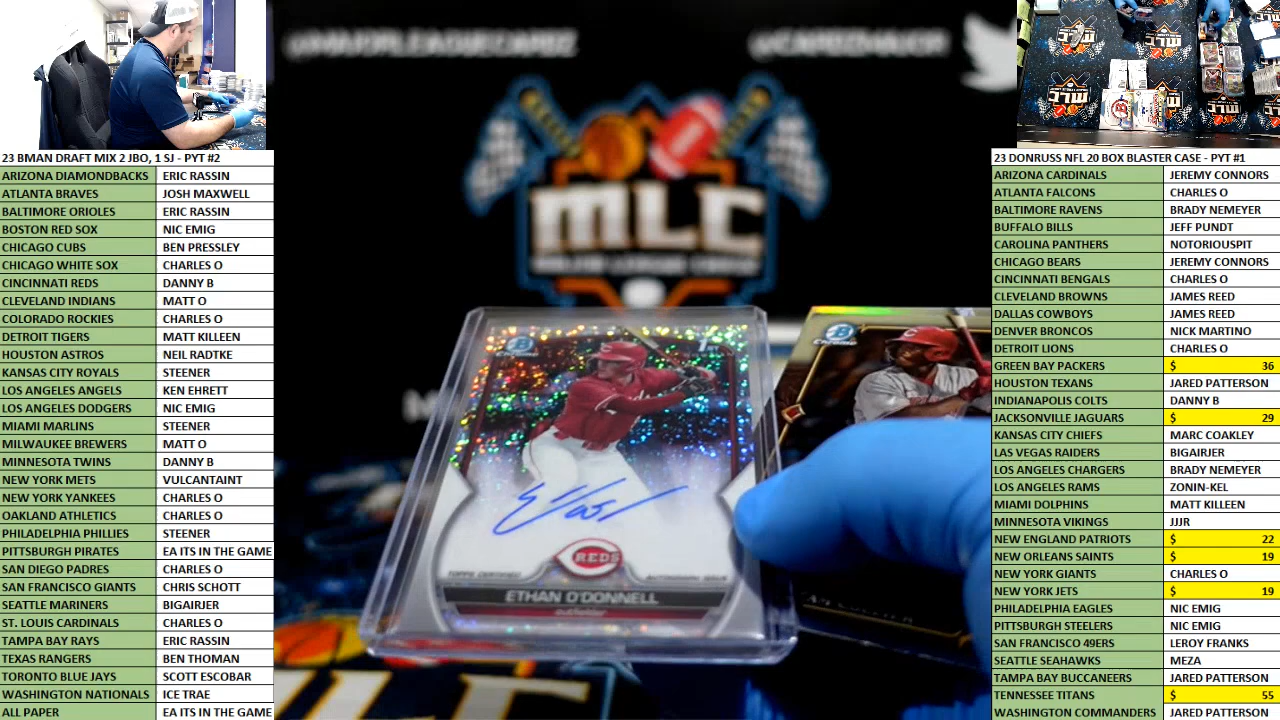 23 BMAN DRAFT MIX 2 JBO, 1 SJ - PYT #2
ARIZONA DIAMONDBACKS ERIC RASSIN
ATLANTA BRAVES JOSH MAXWELL
BALTIMORE ORIOLES ERIC RASSIN
BOSTON RED SOX NIC EMIG
CHICAGO CUBS BEN PRESSLEY
CHICAGO WHITE SOX CHARLES O
CINCINNATI REDS DANNY B
CLEVELAND INDIANS MATT O
COLORADO ROCKIES CHARLES O
DETROIT TIGERS MATT KILLEEN
HOUSTON ASTROS NEIL RADTKE
KANSAS CITY ROYALS STEENER
LOS ANGELES ANGELS KEN EHRETT
LOS ANGELES DODGERS NIC EMIG
MIAMI MARLINS STEENER
MILWAUKEE BREWERS MATT O
MINNESOTA TWINS DANNY B
NEW YORK METS VULCANTAINT
NEW YORK YANKEES CHARLES O
OAKLAND ATHLETICS CHARLES O
PHILADELPHIA PHILLIES STEENER
PITTSBURGH PIRATES EA ITS IN THE GAME
SAN DIEGO PADRES CHARLES O
SAN FRANCISCO GIANTS CHRIS SCHOTT
SEATTLE MARINERS BIGAIRJER
ST. LOUIS CARDINALS CHARLES O
TAMPA BAY RAYS ERIC RASSIN
TEXAS RANGERS BEN THOMAN
TORONTO BLUE JAYS SCOTT ESCOBAR
WASHINGTON NATIONALS ICE TRAE
ALL PAPER EA ITS IN THE GAME
MLC
Chrome
1st
REDS
TOPPS CERTIFIED AUTOGRAPH ISSUE
ETHAN O'DONNELL
outfielder
Chrome
23 DONRUSS NFL 20 BOX BLASTER CASE - PYT #1
ARIZONA CARDINALS JEREMY CONNORS
ATLANTA FALCONS CHARLES O
BALTIMORE RAVENS BRADY NEMEYER
BUFFALO BILLS JEFF PUNDT
CAROLINA PANTHERS NOTORIOUSPIT
CHICAGO BEARS JEREMY CONNORS
CINCINNATI BENGALS CHARLES O
CLEVELAND BROWNS JAMES REED
DALLAS COWBOYS JAMES REED
DENVER BRONCOS NICK MARTINO
DETROIT LIONS CHARLES O
GREEN BAY PACKERS $ 36
HOUSTON TEXANS JARED PATTERSON
INDIANAPOLIS COLTS DANNY B
JACKSONVILLE JAGUARS $ 29
KANSAS CITY CHIEFS MARC COAKLEY
LAS VEGAS RAIDERS BIGAIRJER
LOS ANGELES CHARGERS BRADY NEMEYER
LOS ANGELES RAMS ZONIN-KEL
MIAMI DOLPHINS MATT KILLEEN
MINNESOTA VIKINGS JJJR
NEW ENGLAND PATRIOTS $ 22
NEW ORLEANS SAINTS $ 19
NEW YORK GIANTS CHARLES O
NEW YORK JETS $ 19
PHILADELPHIA EAGLES NIC EMIG
PITTSBURGH STEELERS NIC EMIG
SAN FRANCISCO 49ERS LEROY FRANKS
SEATTLE SEAHAWKS MEZA
TAMPA BAY BUCCANEERS JARED PATTERSON
TENNESSEE TITANS $ 55
WASHINGTON COMMANDERS JARED PATTERSON